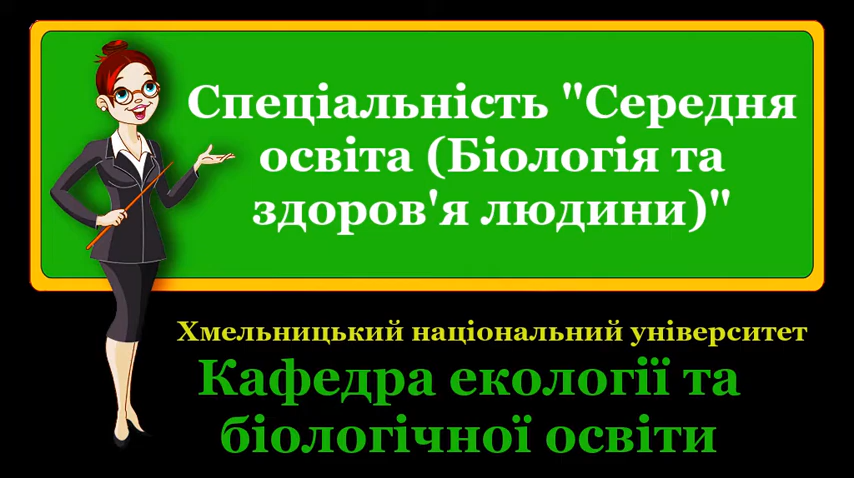 Спеціальність "Середня
освіта (Біологія та
здоров'я людини)"
Хмельницький національний університет
Кафедра екології та
біологічної освіти